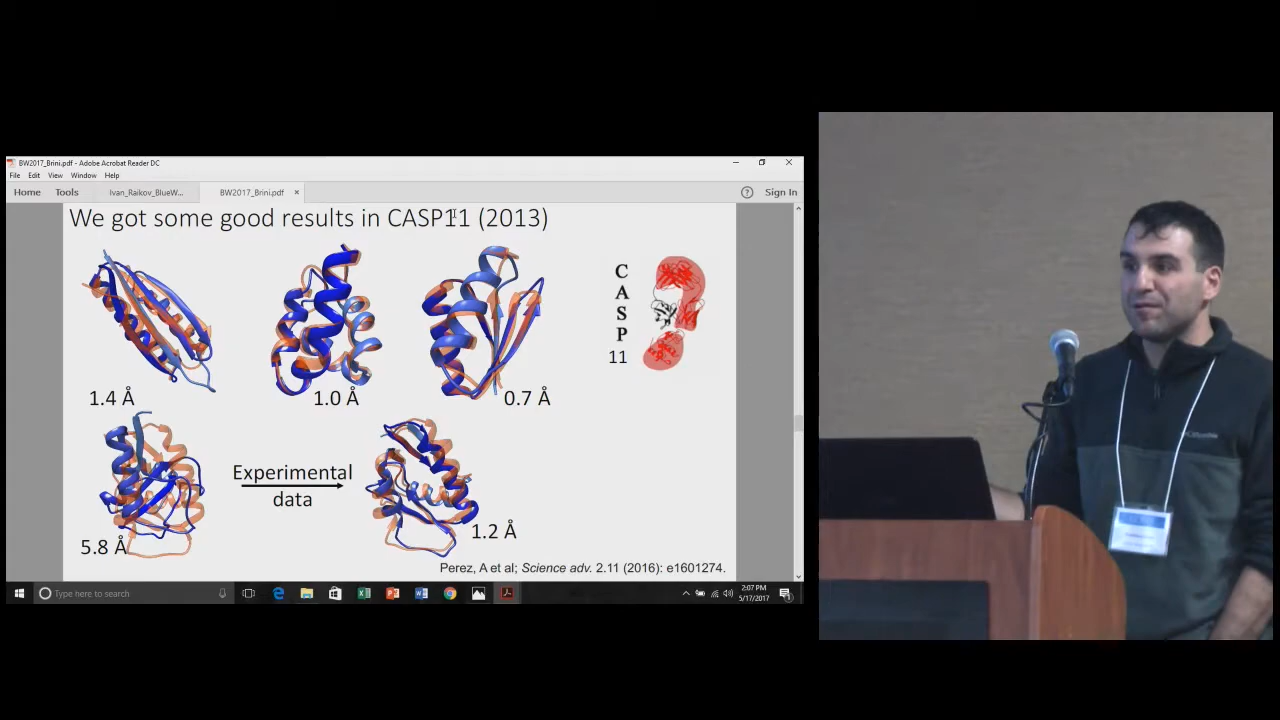 BW2017_Brini.pdf - Adobe Acrobat Reader DC
File Edit View Window Help
Home Tools Ivan_Raikov_BlueW... BW2017_Brini.pdf × Sign In
We got some good results in CASP11 (2013)
C
A
S
P
11
1.4 Å 1.0 Å 0.7 Å
Experimental
data
5.8 Å
1.2 Å
Perez, A et al; Science adv. 2.11 (2016): e1601274.
Type here to search
2:07 PM
5/17/2017